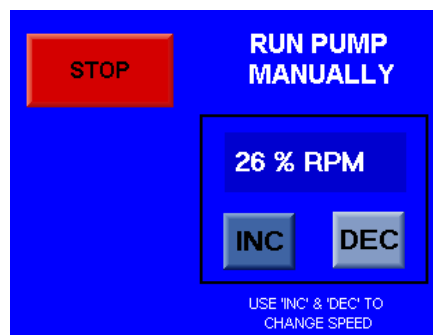 STOP
RUN PUMP
MANUALLY
26 % RPM
INC
DEC
USE 'INC' & 'DEC' TO
CHANGE SPEED